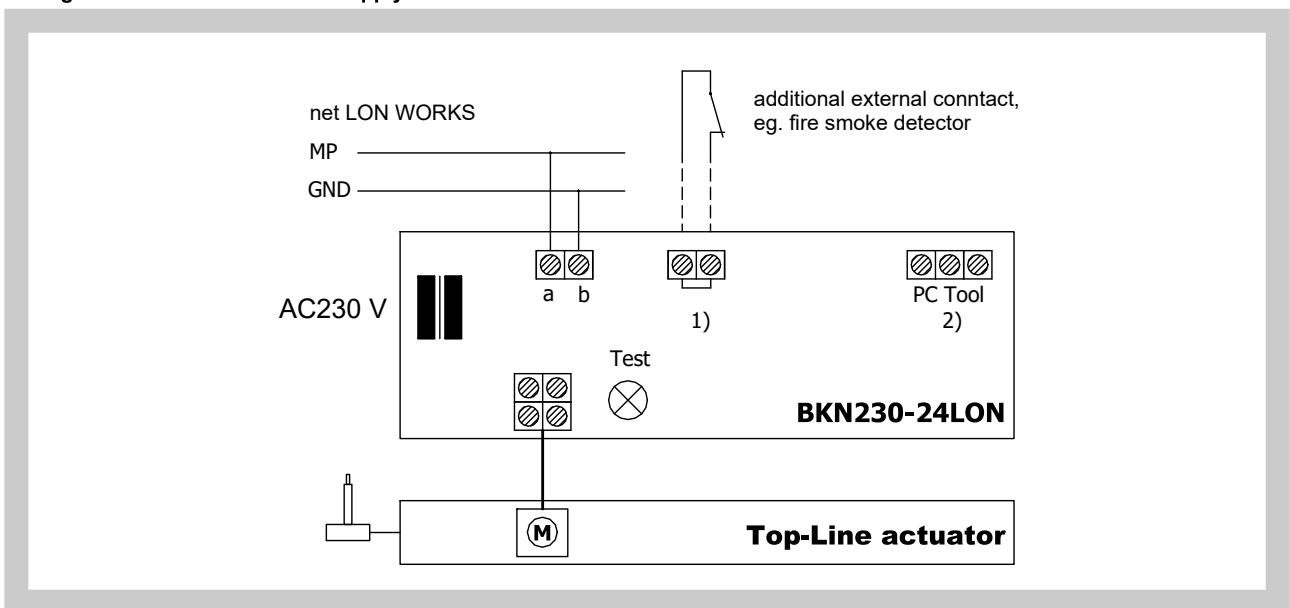 net LON WORKS
additional external conntact,
eg. fire smoke detector
MP
GND
AC230 V
a b
1)
PC Tool
2)
Test
BKN230-24LON
M
Top-Line actuator